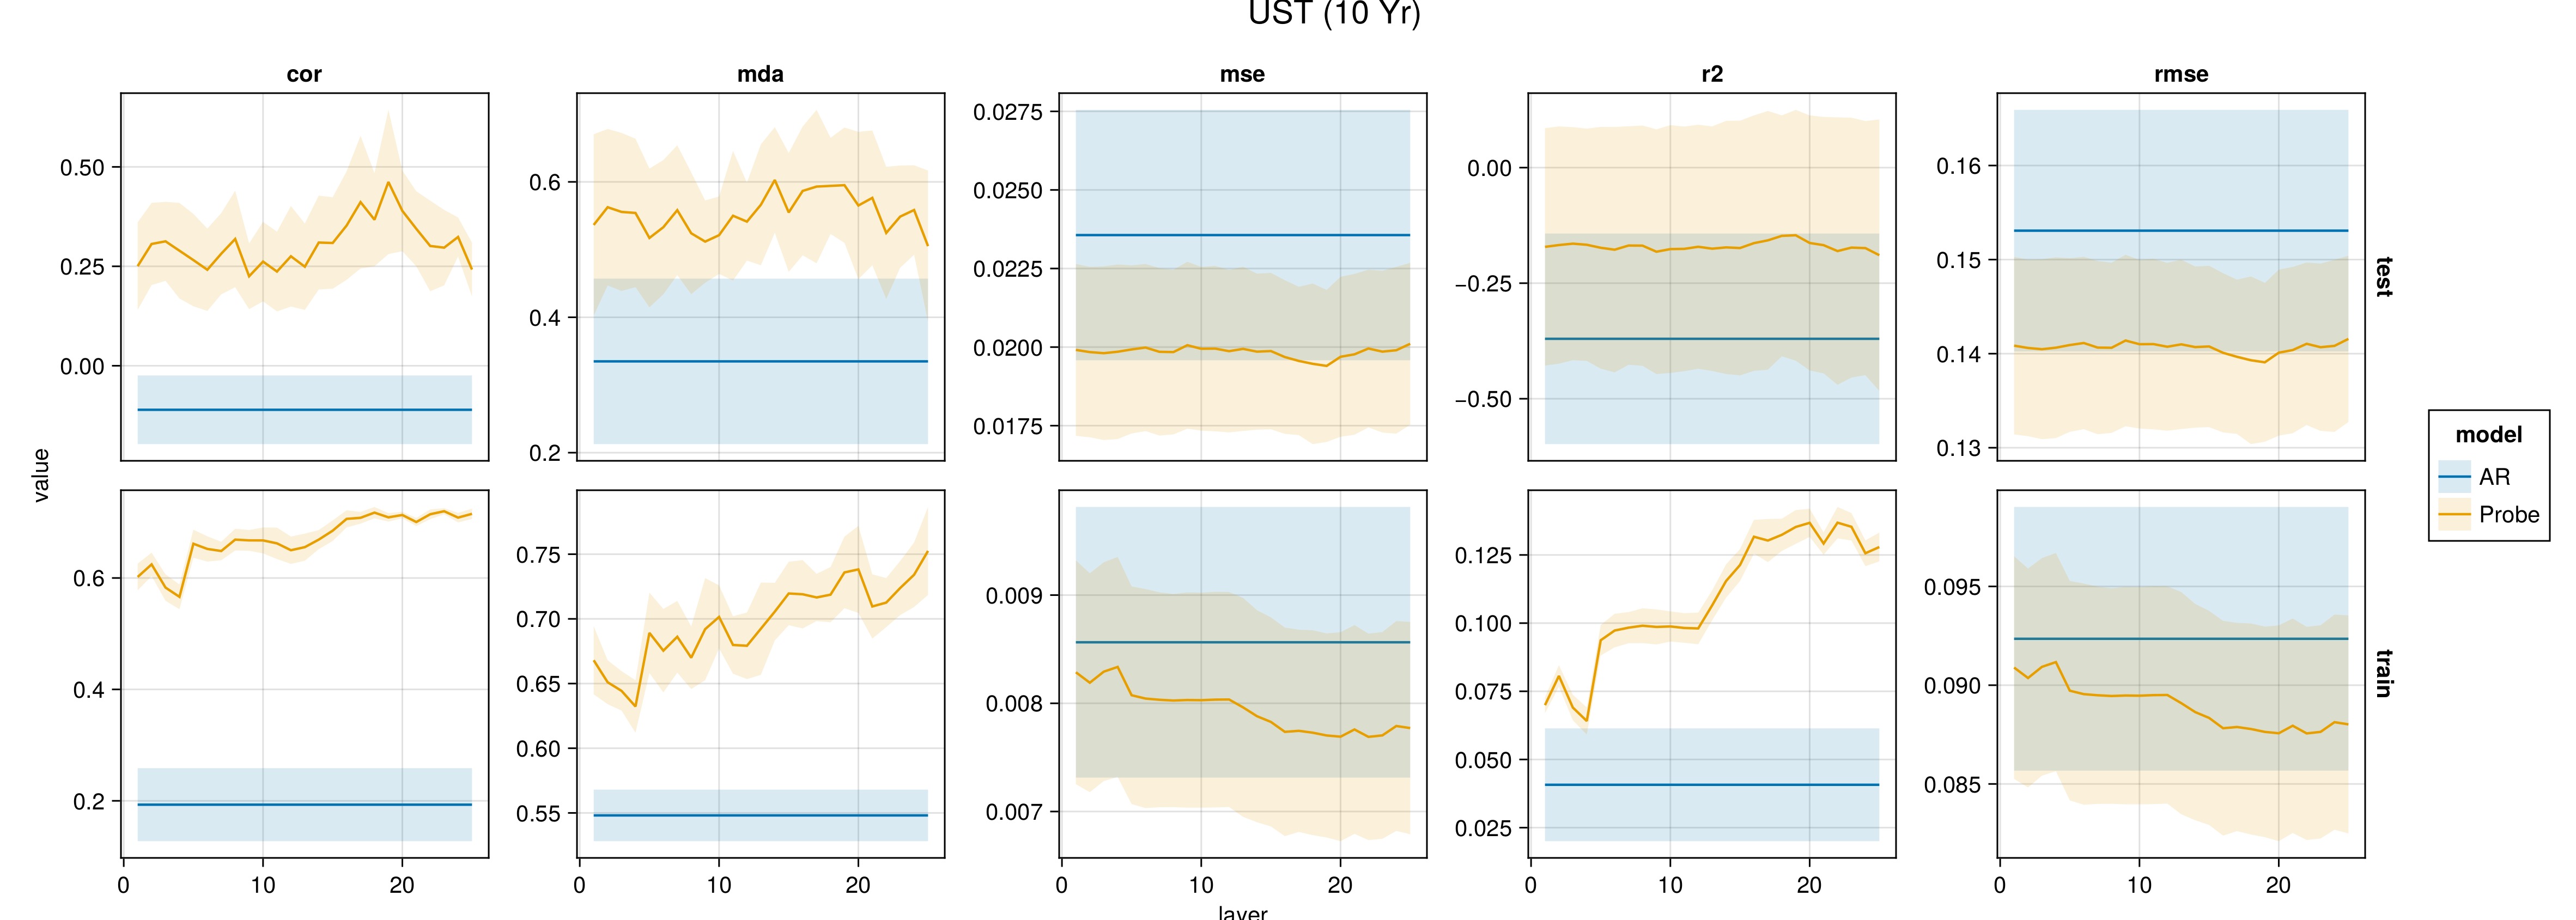 UST (10 Yr)
cor
mda
mse
r2
rmse
0.50
0.25
0.00
0.6
0.4
0.2
0.0275
0.0250
0.0225
0.0200
0.0175
0.00
−0.25
−0.50
0.16
0.15
0.14
0.13
test
value
0.6
0.4
0.2
0.75
0.70
0.65
0.60
0.55
0.009
0.008
0.007
0.125
0.100
0.075
0.050
0.025
0.095
0.090
0.085
train
0 10 20
0 10 20
0 10 20
0 10 20
0 10 20
layer
model
AR
Probe